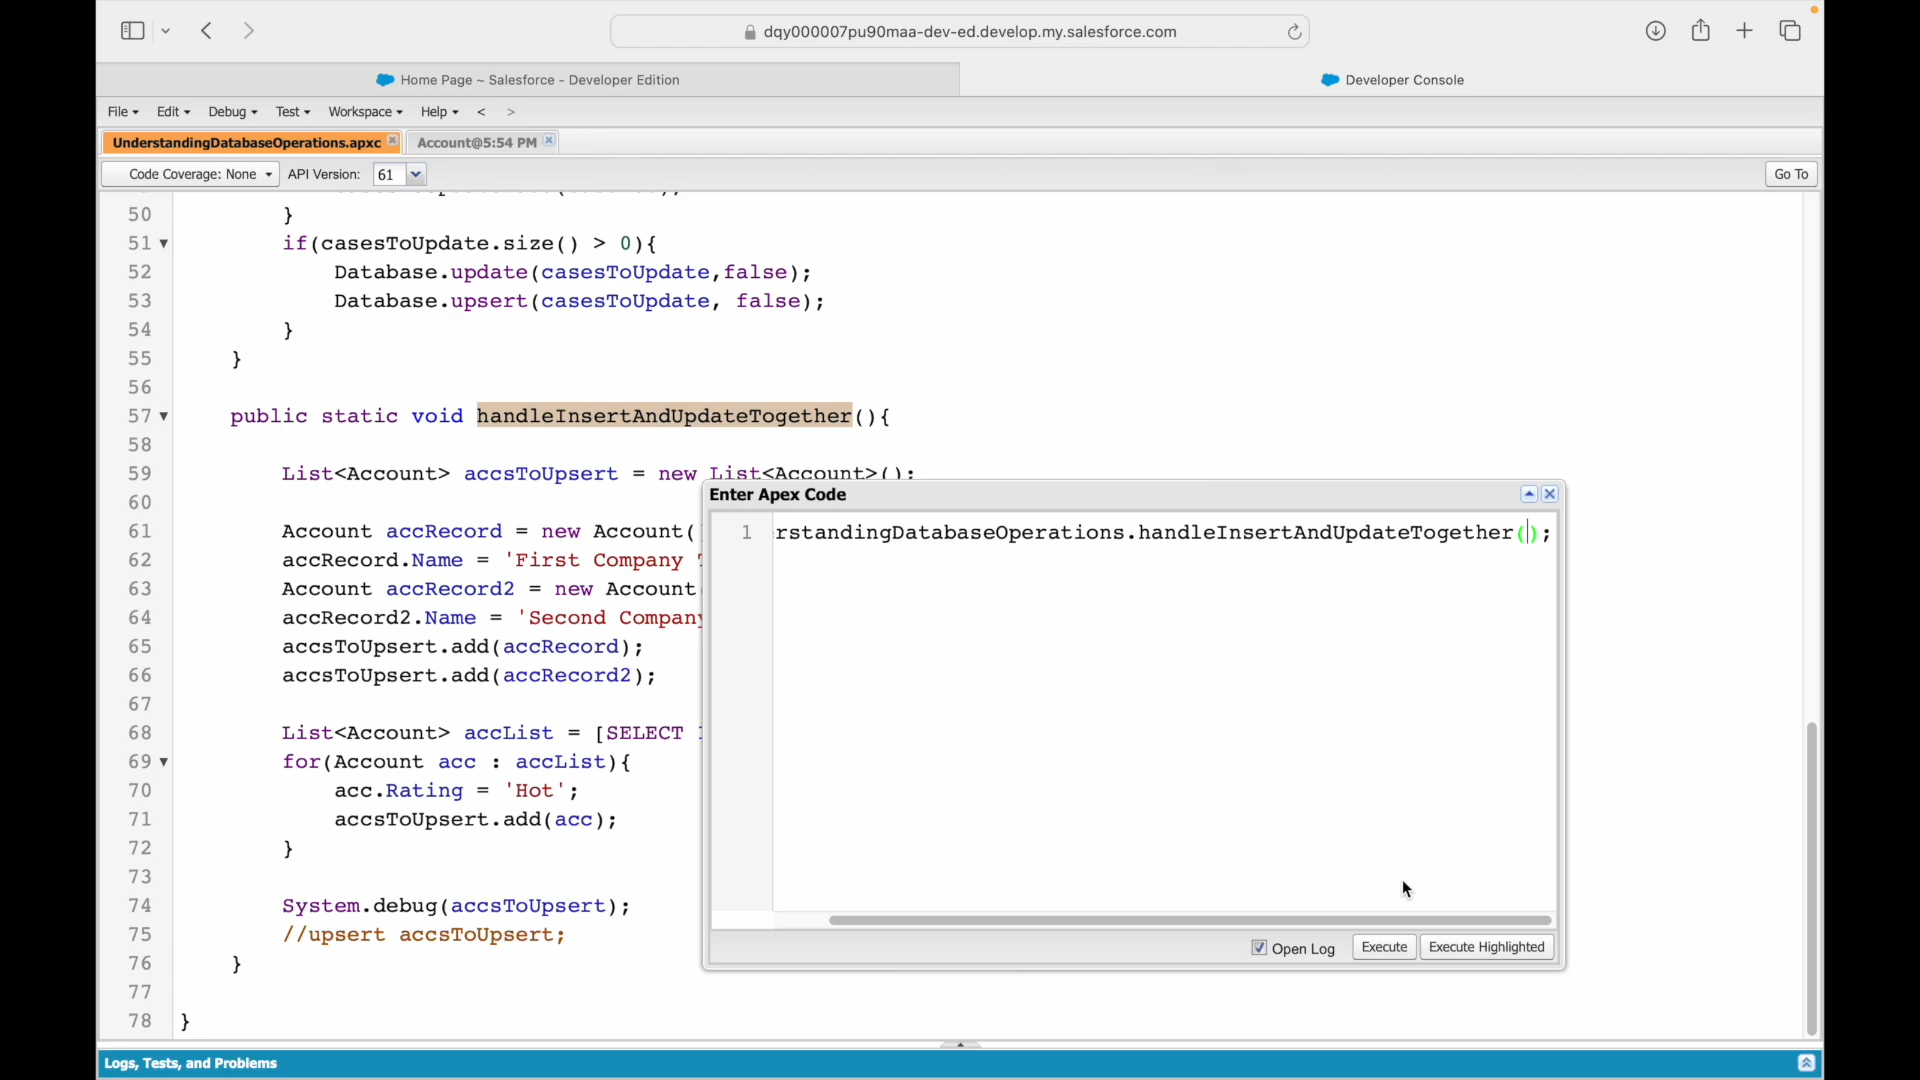 dqy000007pu90maa-dev-ed.develop.my.salesforce.com
Home Page ~ Salesforce - Developer Edition
Developer Console
File Edit Debug Test Workspace Help < >
UnderstandingDatabaseOperations.apxc
Account@5:54 PM
Code Coverage: None API Version: 61 Go To
50 }
51 if(casesToUpdate.size() > 0){
52 Database.update(casesToUpdate,false);
53 Database.upsert(casesToUpdate, false);
54 }
55 }
56
57 public static void handleInsertAndUpdateTogether(){
58
59 List<Account> accsToUpsert = new List<Account>();
60
61 Account accRecord = new Account(
62 accRecord.Name = 'First Company
63 Account accRecord2 = new Account
64 accRecord2.Name = 'Second Company
65 accsToUpsert.add(accRecord);
66 accsToUpsert.add(accRecord2);
67
68 List<Account> accList = [SELECT
69 for(Account acc : accList){
70 acc.Rating = 'Hot';
71 accsToUpsert.add(acc);
72 }
73
74 System.debug(accsToUpsert);
75 //upsert accsToUpsert;
76 }
77
78 }
Enter Apex Code
1 rstandingDatabaseOperations.handleInsertAndUpdateTogether();
Open Log Execute Execute Highlighted
Logs, Tests, and Problems